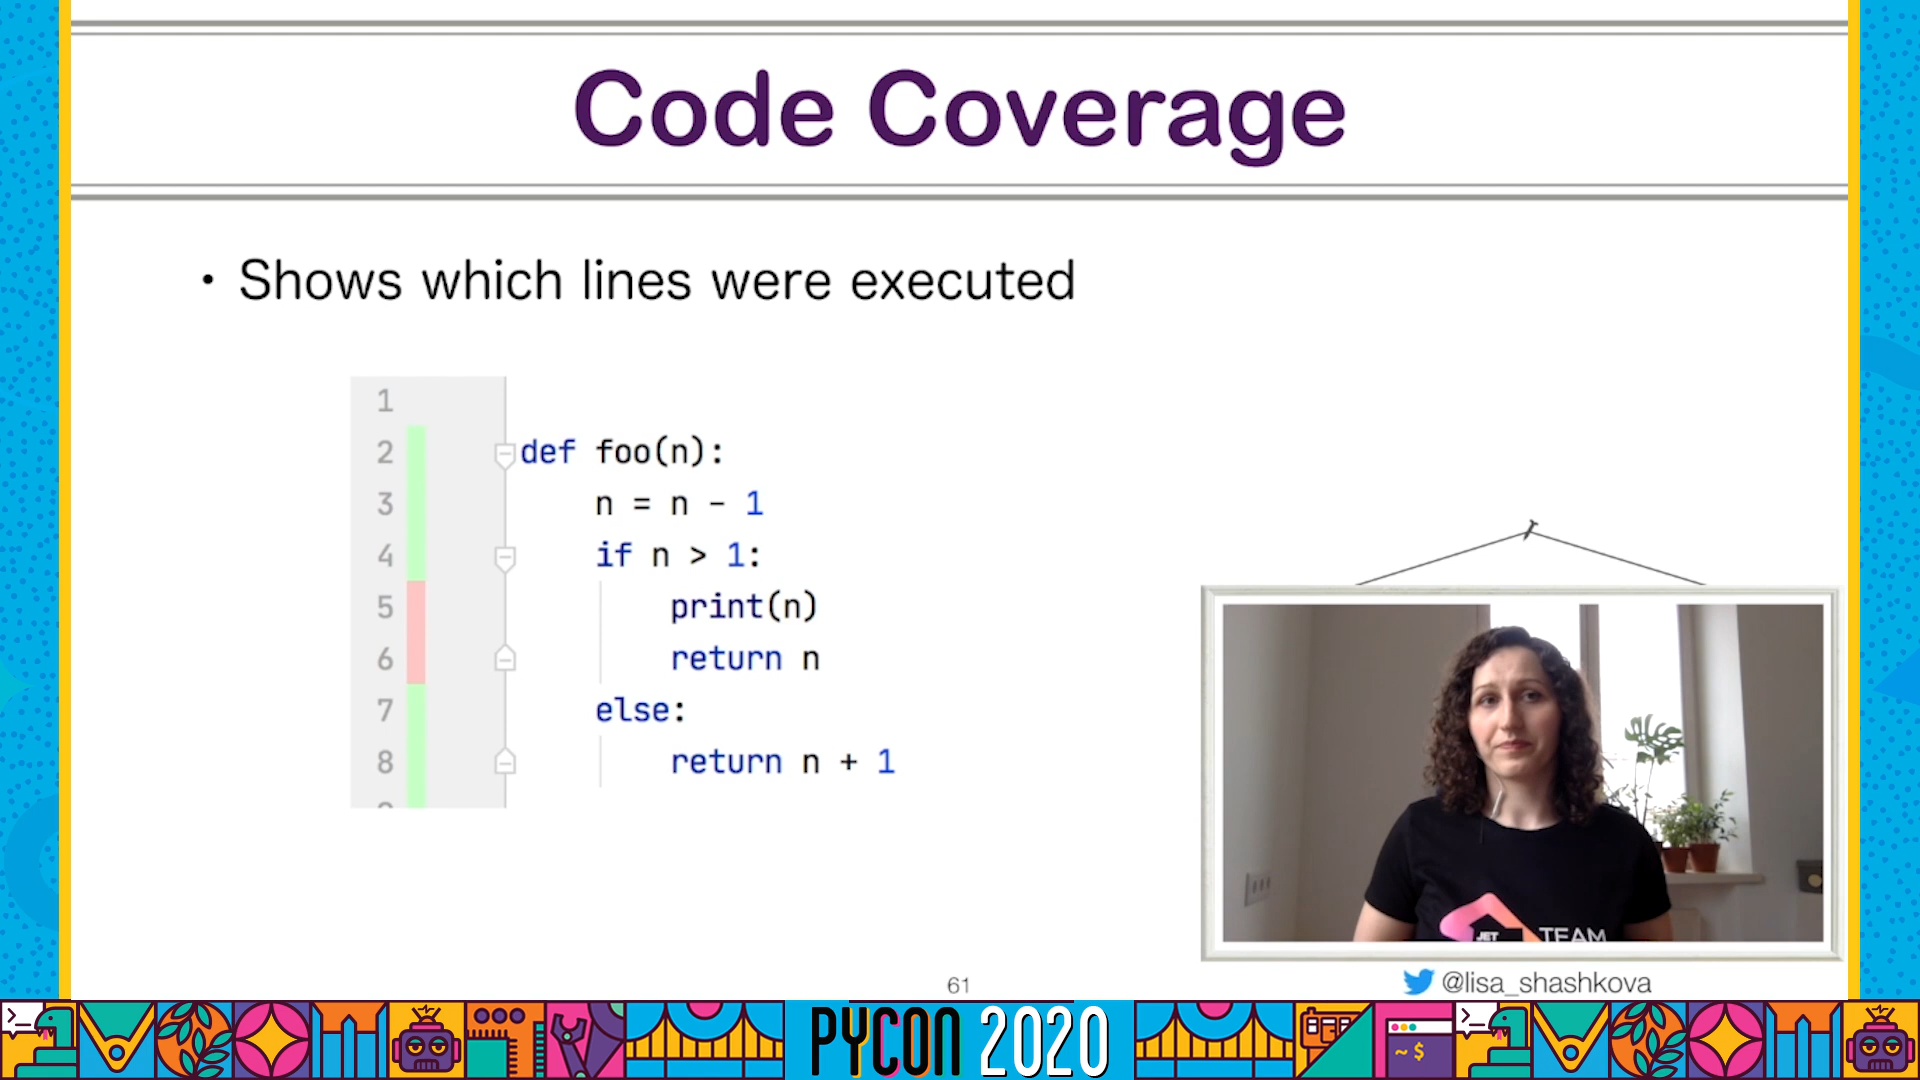 Code Coverage
• Shows which lines were executed
1
2 def foo(n):
3 n = n - 1
4 if n > 1:
5 print(n)
6 return n
7 else:
8 return n + 1
JET TEAM
61
@lisa_shashkova
>_
PYCON 2020
~ $
>_